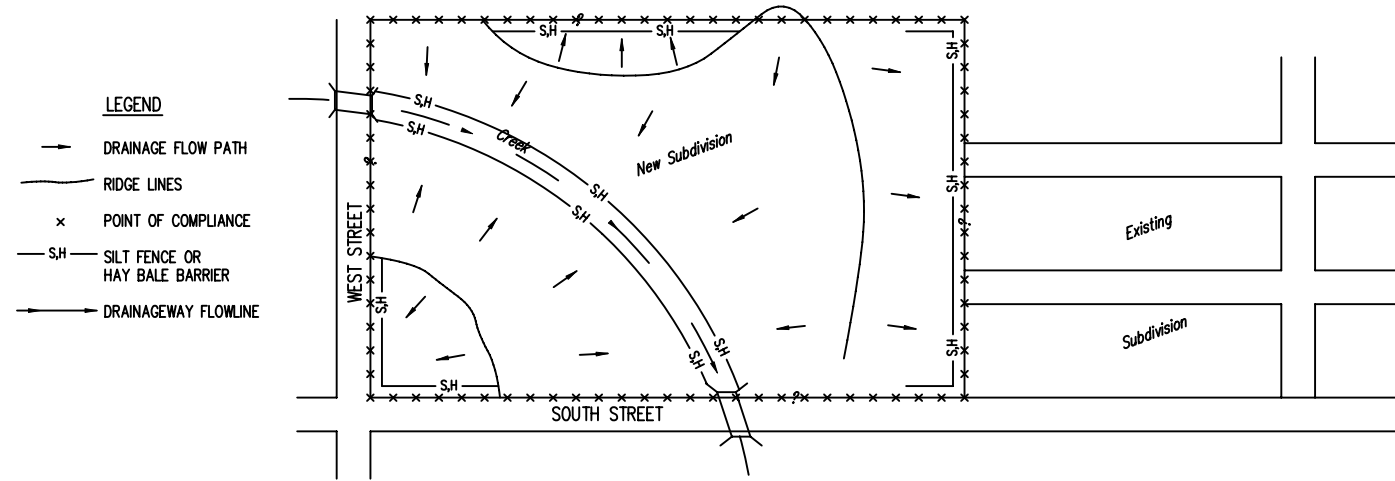 LEGEND
DRAINAGE FLOW PATH
RIDGE LINES
x POINT OF COMPLIANCE
S,H SILT FENCE OR
HAY BALE BARRIER
DRAINAGEWAY FLOWLINE
S,H
S,H
S,H
S,H
S,H
Creek
New Subdivision
S,H
S,H
S,H
WEST STREET
Existing
S,H
Subdivision
S,H
S,H
S,H
S,H
SOUTH STREET
?